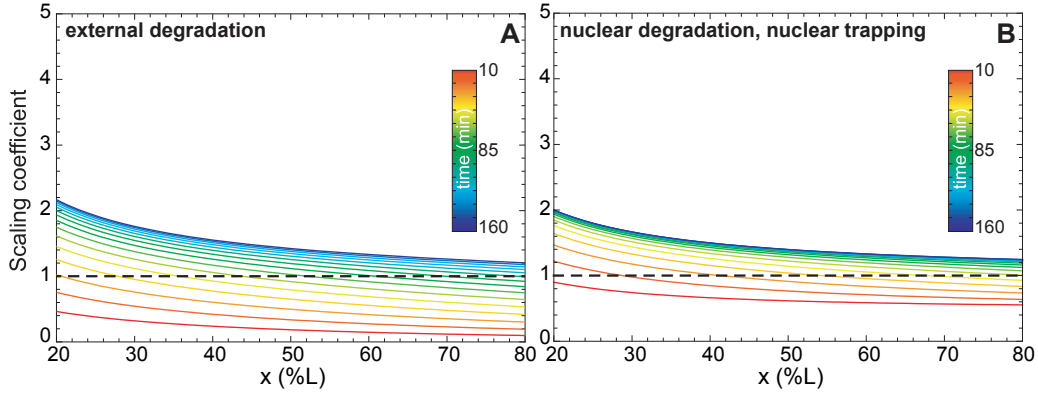 external degradation
A
Scaling coefficient
5
4
3
2
1
0
10
85
160
time (min)
20 30 40 50 60 70 80
x (%L)
nuclear degradation, nuclear trapping
B
5
4
3
2
1
0
10
85
160
time (min)
20 30 40 50 60 70 80
x (%L)